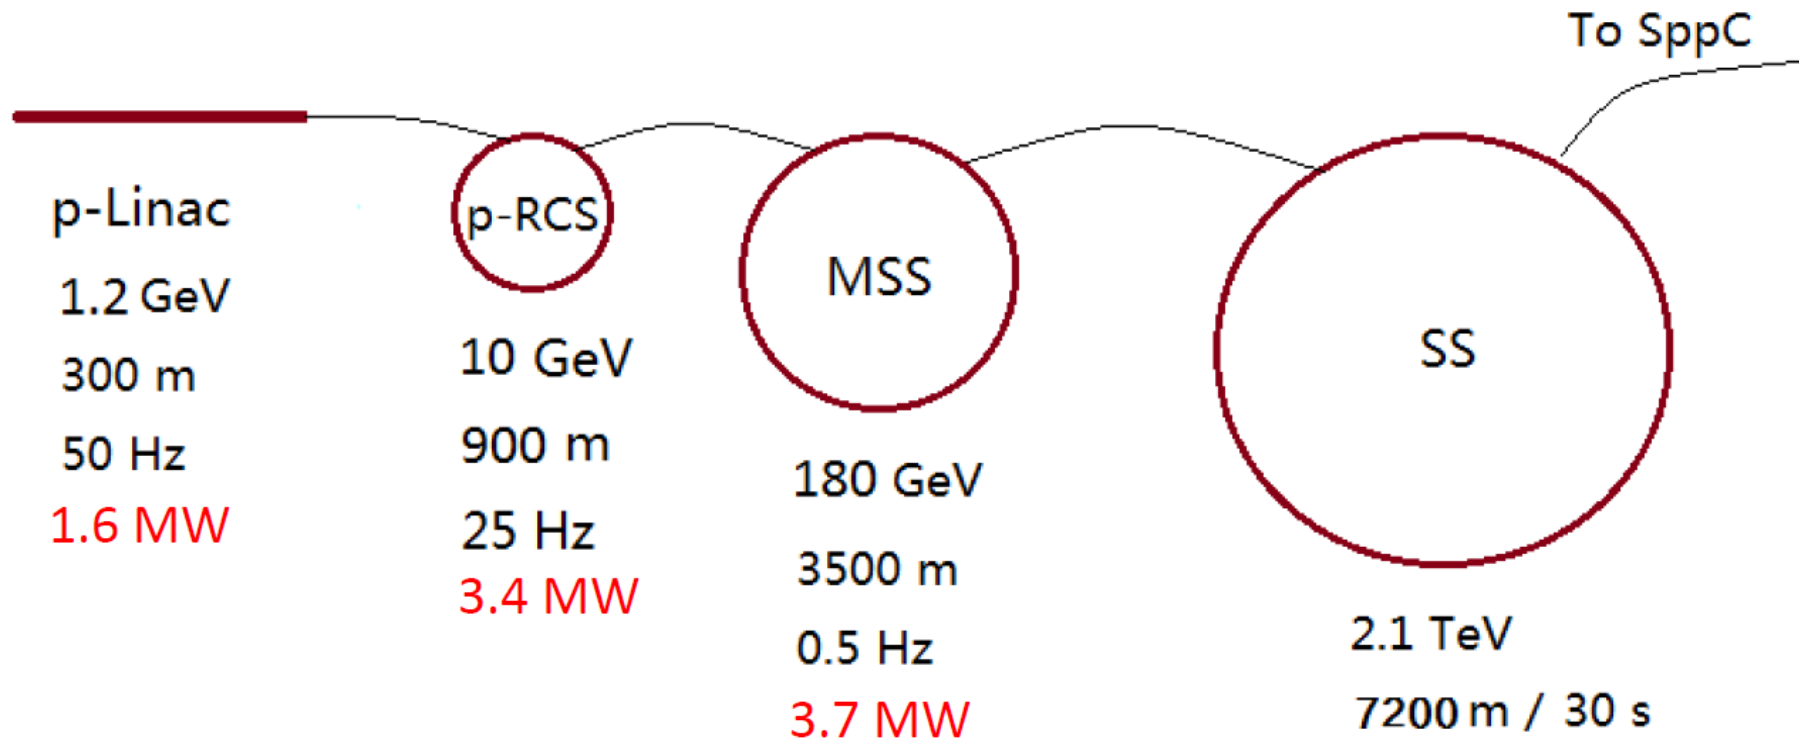 To SppC
p-Linac
1.2 GeV
300 m
50 Hz
1.6 MW
p-RCS
10 GeV
900 m
25 Hz
3.4 MW
MSS
180 GeV
3500 m
0.5 Hz
3.7 MW
SS
2.1 TeV
7200 m / 30 s